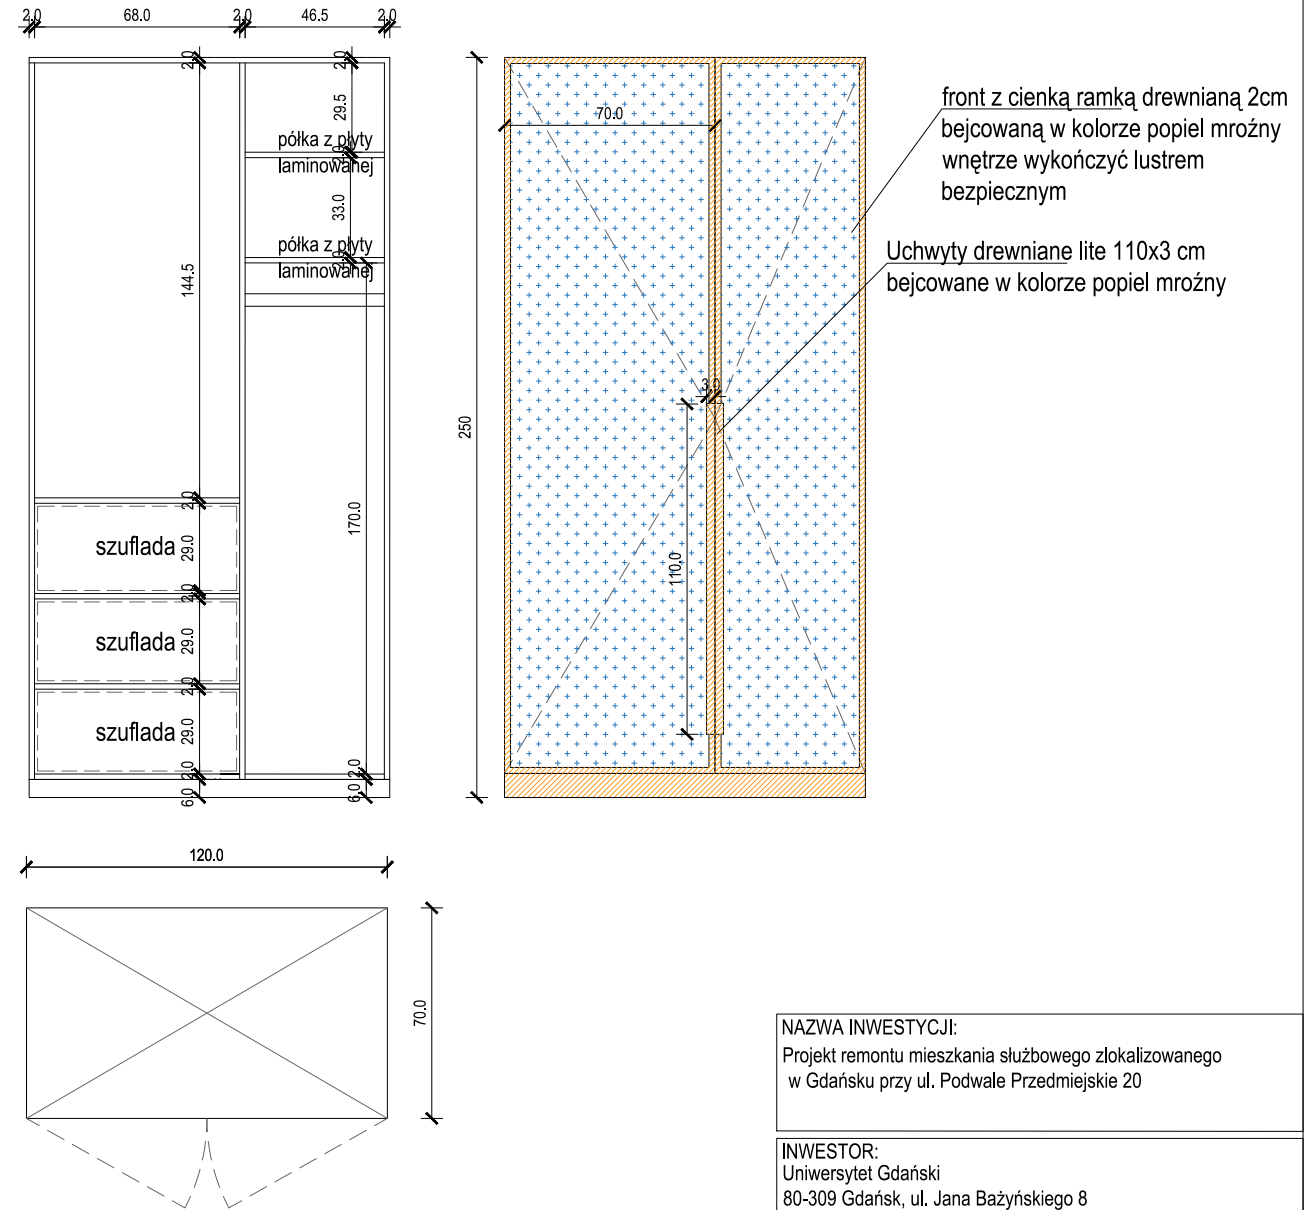 2.0 68.0 2.0 46.5 2.0
2.0
2.0
29.5
półka z płyty
laminowanej
2.0
33.0
półka z płyty
laminowanej
2.0
144.5
170.0
2.0
szuflada 29.0
2.0
szuflada 29.0
2.0
szuflada 29.0
2.0
6.0
2.0
6.0
250
70.0
3.0
110.0
front z cienką ramką drewnianą 2cm
bejcowaną w kolorze popiel mroźny
wnętrze wykończyć lustrem
bezpiecznym
Uchwyty drewniane lite 110x3 cm
bejcowane w kolorze popiel mroźny
120.0
70.0
NAZWA INWESTYCJI:
Projekt remontu mieszkania służbowego zlokalizowanego
w Gdańsku przy ul. Podwale Przedmiejskie 20
INWESTOR:
Uniwersytet Gdański
80-309 Gdańsk, ul. Jana Bażyńskiego 8